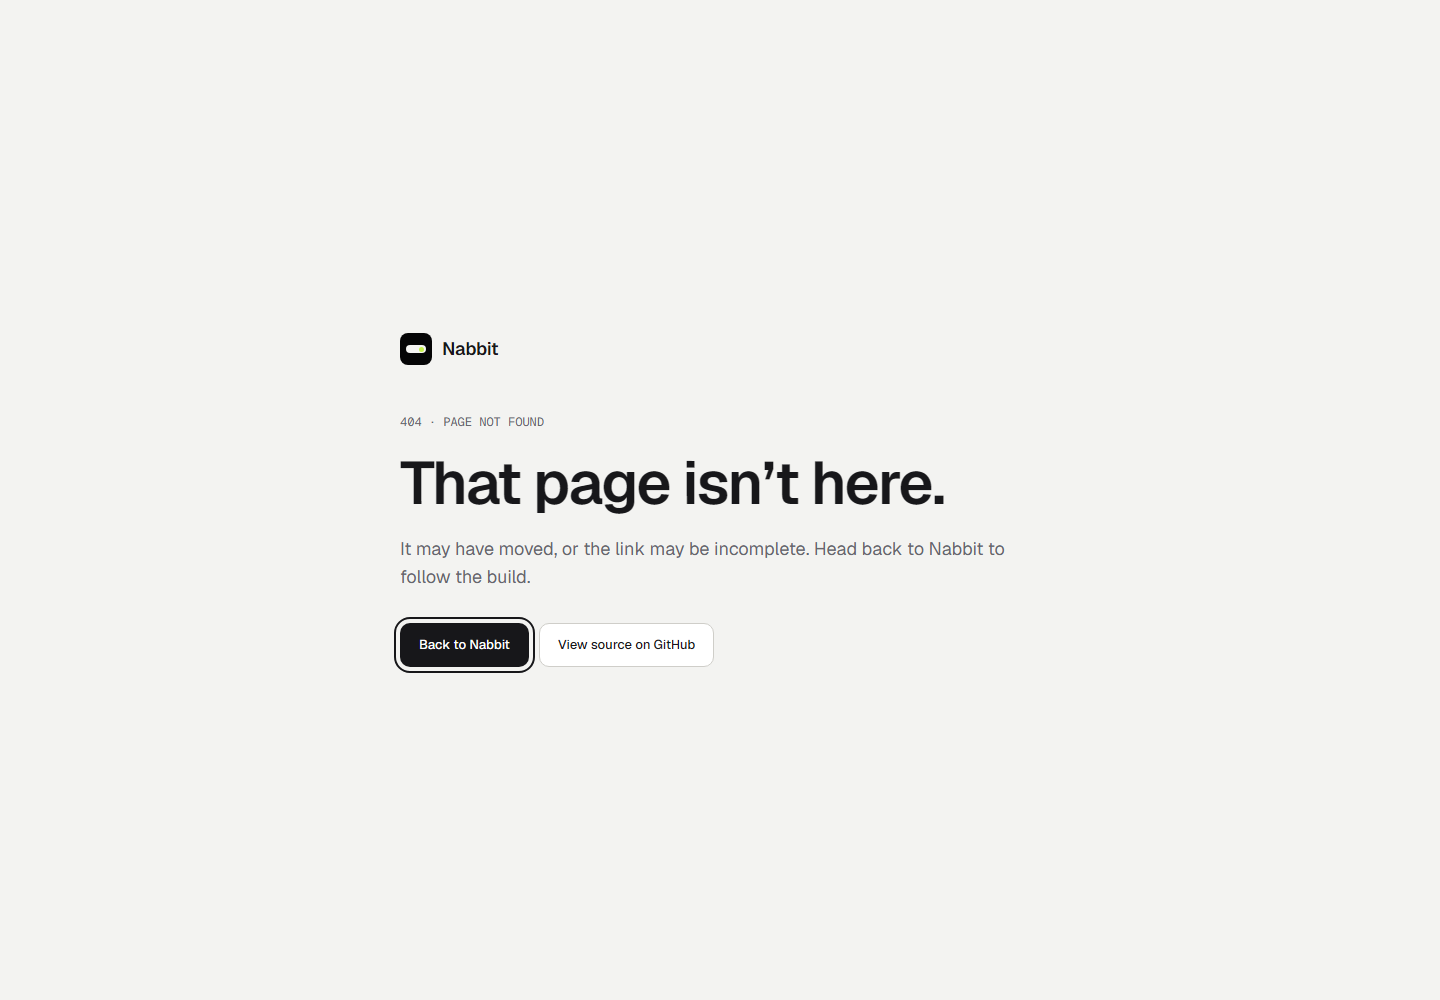 Nabbit
404 · PAGE NOT FOUND
That page isn’t here.
It may have moved, or the link may be incomplete. Head back to Nabbit to
follow the build.
Back to Nabbit
View source on GitHub